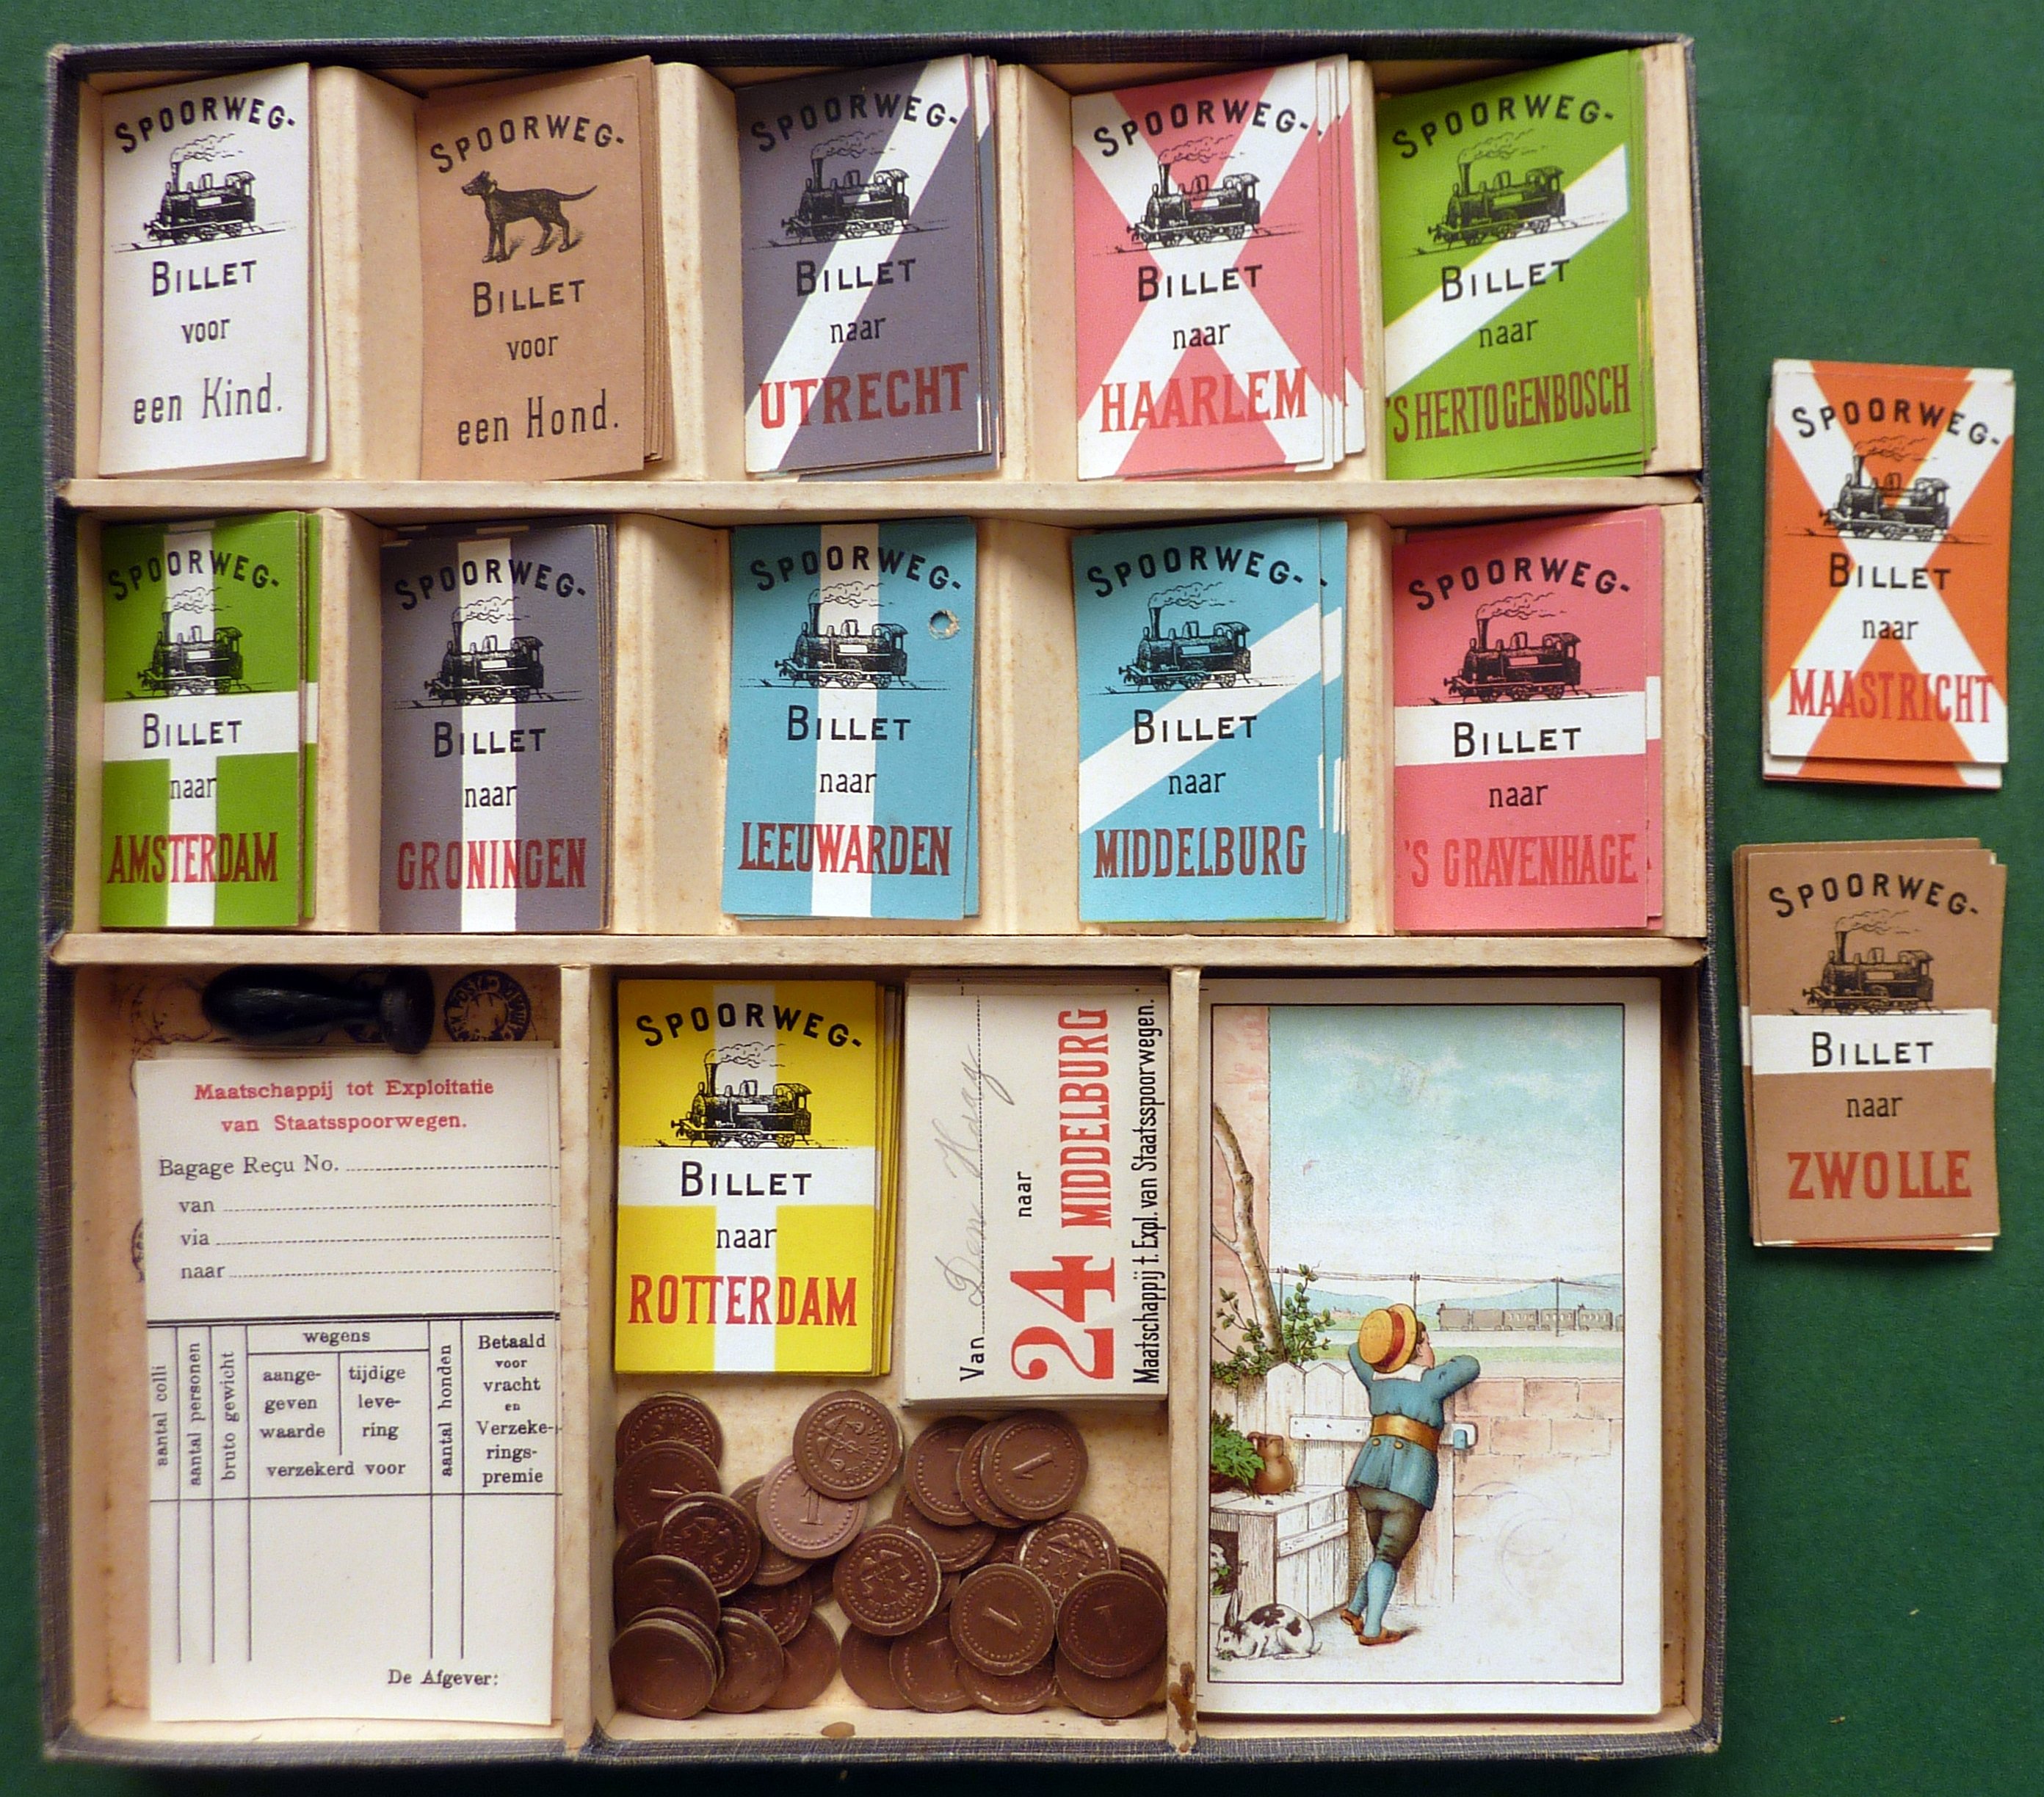 SPOORWEG-
BILLET
voor
een Kind.
SPOORWEG-
BILLET
voor
een Hond.
SPOORWEG-
BILLET
naar
UTRECHT
SPOORWEG-
BILLET
naar
HAARLEM
SPOORWEG-
BILLET
naar
'S HERTOGENBOSCH
SPOORWEG-
BILLET
naar
MAASTRICHT
SPOORWEG-
BILLET
naar
AMSTERDAM
SPOORWEG-
BILLET
naar
GRONINGEN
SPOORWEG-
BILLET
naar
LEEUWARDEN
SPOORWEG-
BILLET
naar
MIDDELBURG
SPOORWEG-
BILLET
naar
'S GRAVENHAGE
SPOORWEG-
BILLET
naar
ZWOLLE
Maatschappij tot Exploitatie
van Staatsspoorwegen.
Bagage Reçu No.
van
via
naar
aantal colli
aantal personen
bruto gewicht
wegens
aange-
geven
waarde
tijdige
leve-
ring
verzekerd voor
aantal honden
Betaald
voor
vracht
en
Verzeke-
rings-
premie
De Afgever:
SPOORWEG-
BILLET
naar
ROTTERDAM
Van Den Haag
naar
24 MIDDELBURG
Maatschappij t. Expl. van Staatsspoorwegen.
1
1
1
1
1